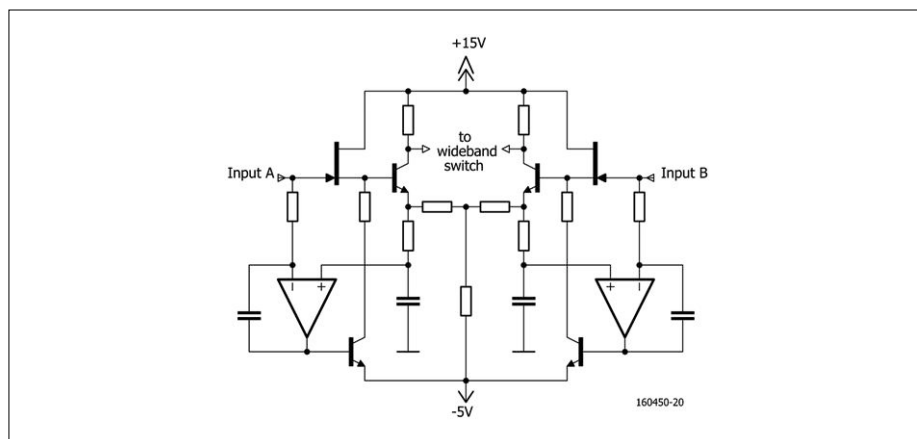 +15V
to
wideband
switch
Input A
Input B
− +
+ −
-5V
160450-20